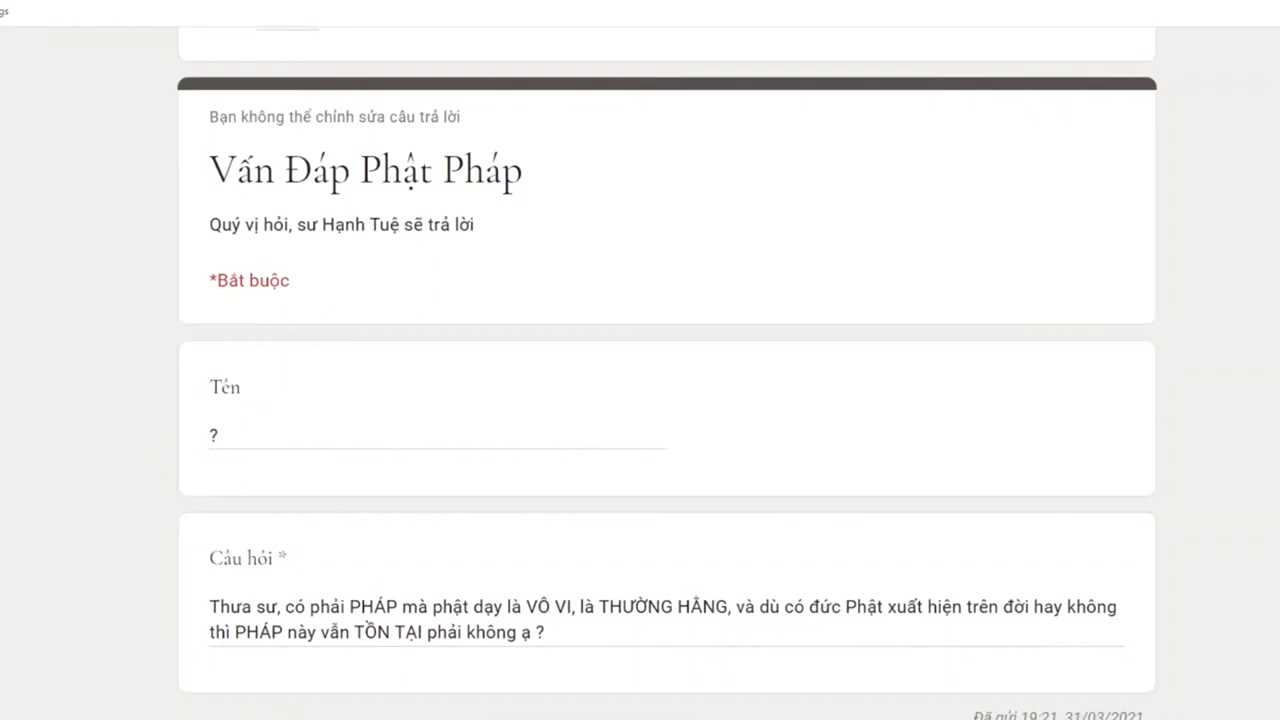 gs
Bạn không thể chỉnh sửa câu trả lời
Vấn Đáp Phật Pháp
Quý vị hỏi, sư Hạnh Tuệ sẽ trả lời
*Bắt buộc
Tên
?
Câu hỏi *
Thưa sư, có phải PHÁP mà phật dạy là VÔ VI, là THƯỜNG HẰNG, và dù có đức Phật xuất hiện trên đời hay không
thì PHÁP này vẫn TỒN TẠI phải không ạ ?
Đã gửi 19:21, 31/03/2021